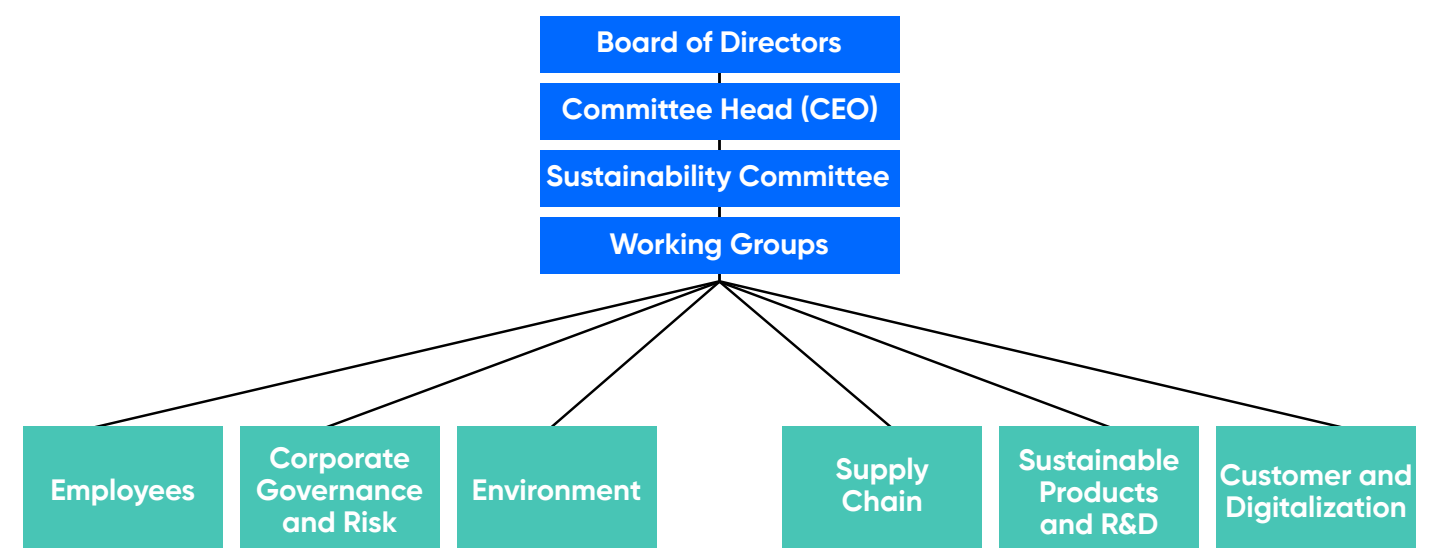 Board of Directors
Committee Head (CEO)
Sustainability Committee
Working Groups
Employees
Corporate
Governance
and Risk
Environment
Supply
Chain
Sustainable
Products
and R&D
Customer and
Digitalization